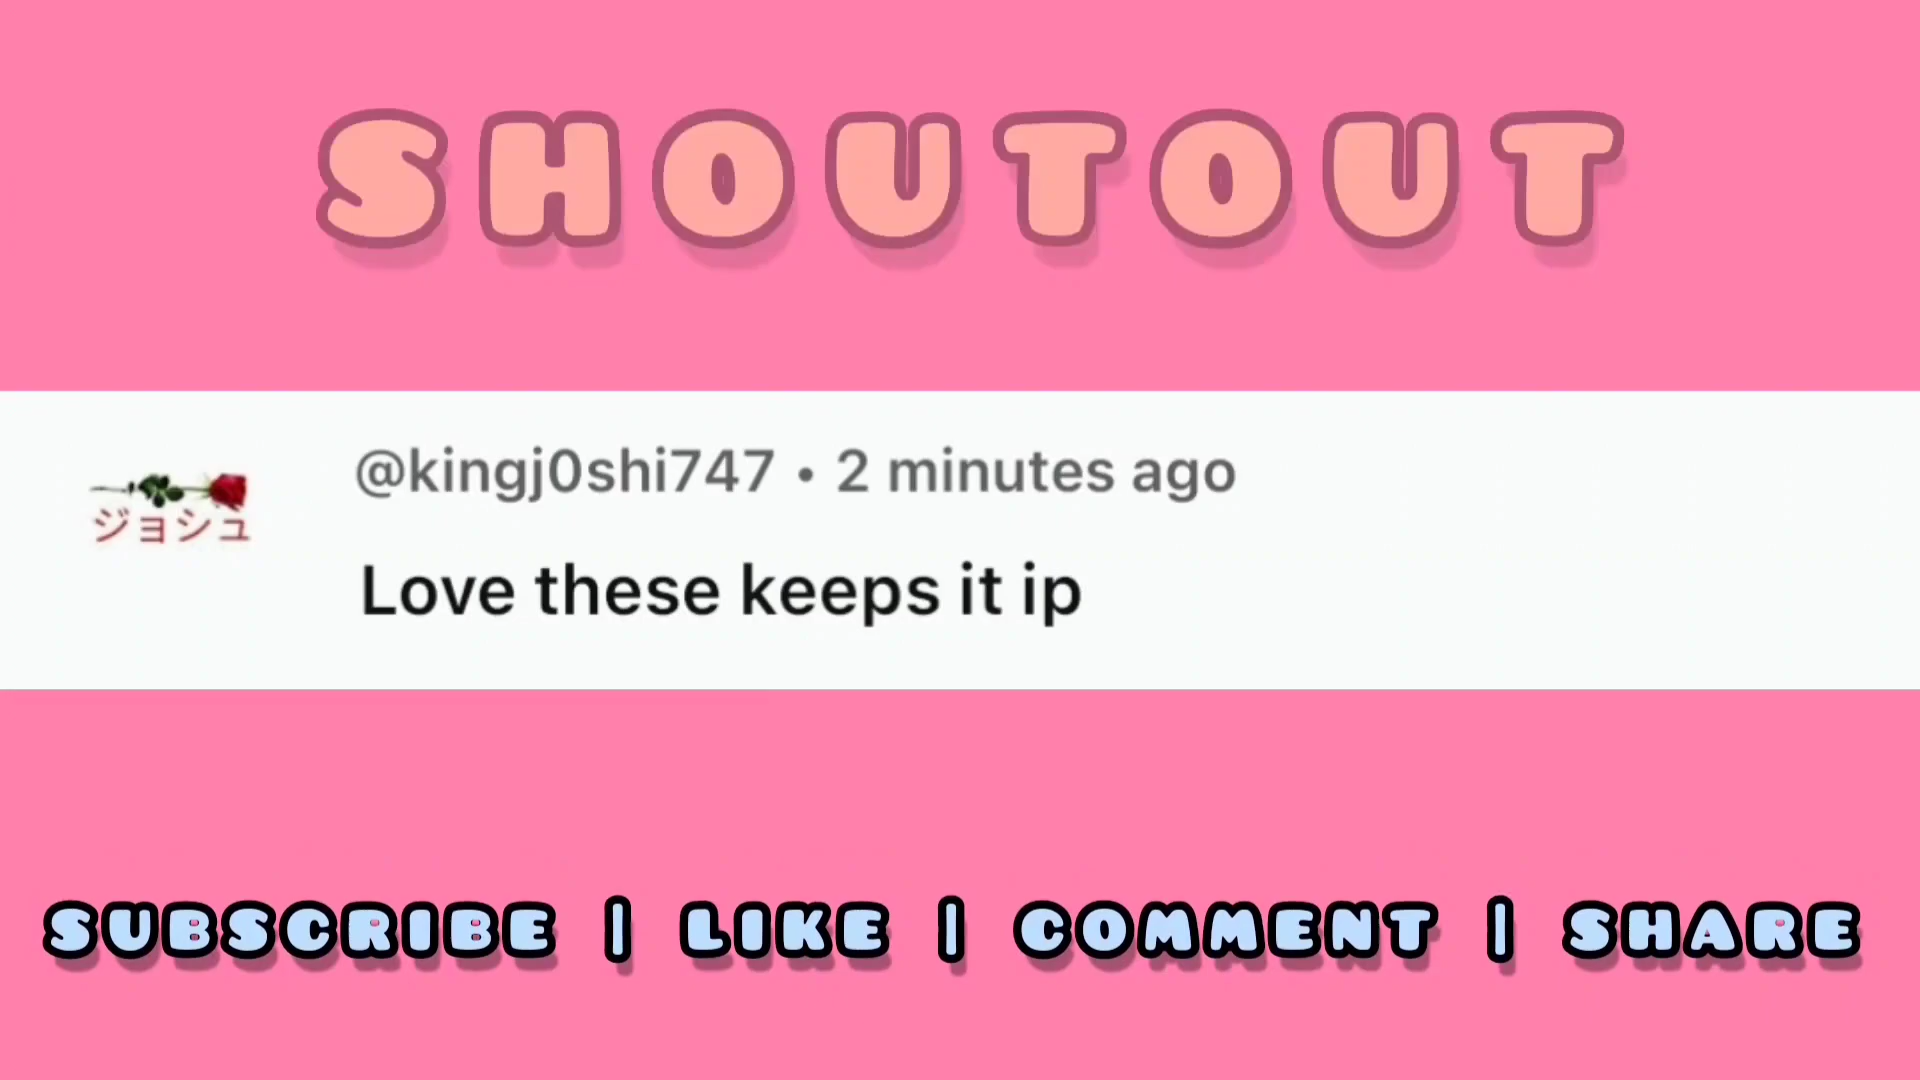 SHOUTOUT
@kingj0shi747 • 2 minutes ago
ジョシュ
Love these keeps it ip
SUBSCRIBE | LIKE | COMMENT | SHARE